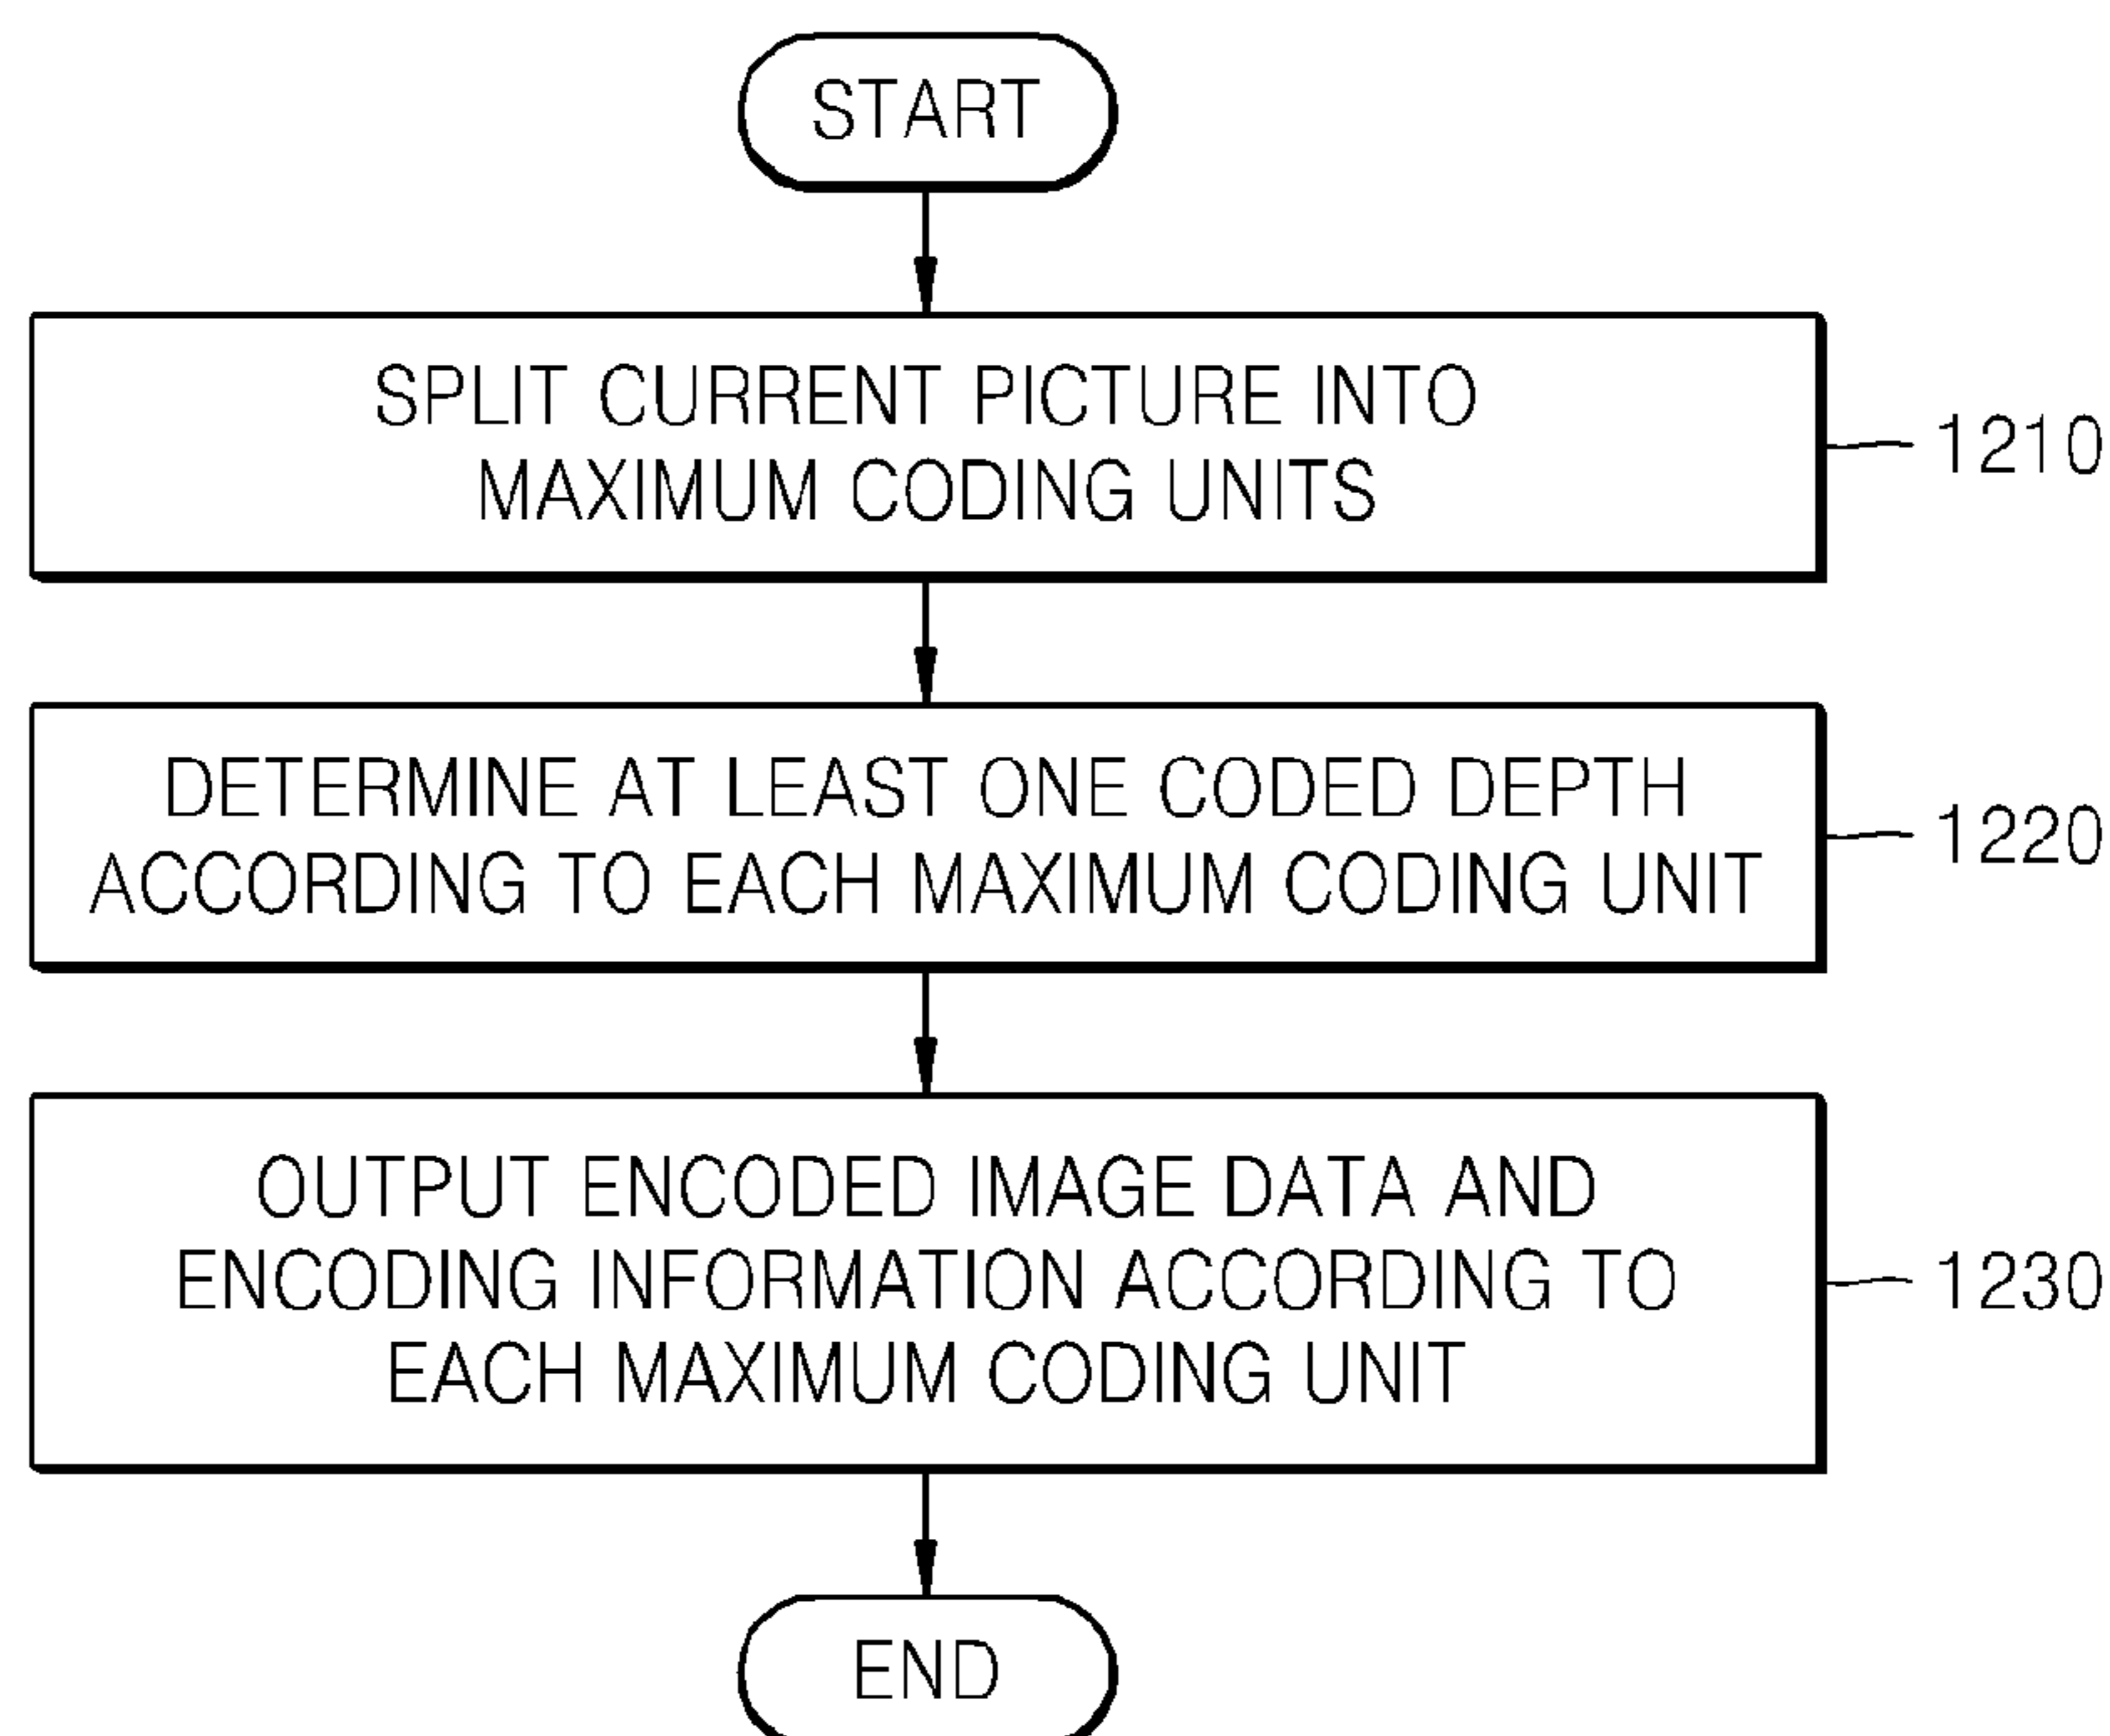 START
SPLIT CURRENT PICTURE INTO
MAXIMUM CODING UNITS
1210
DETERMINE AT LEAST ONE CODED DEPTH
ACCORDING TO EACH MAXIMUM CODING UNIT
1220
OUTPUT ENCODED IMAGE DATA AND
ENCODING INFORMATION ACCORDING TO
EACH MAXIMUM CODING UNIT
1230
END